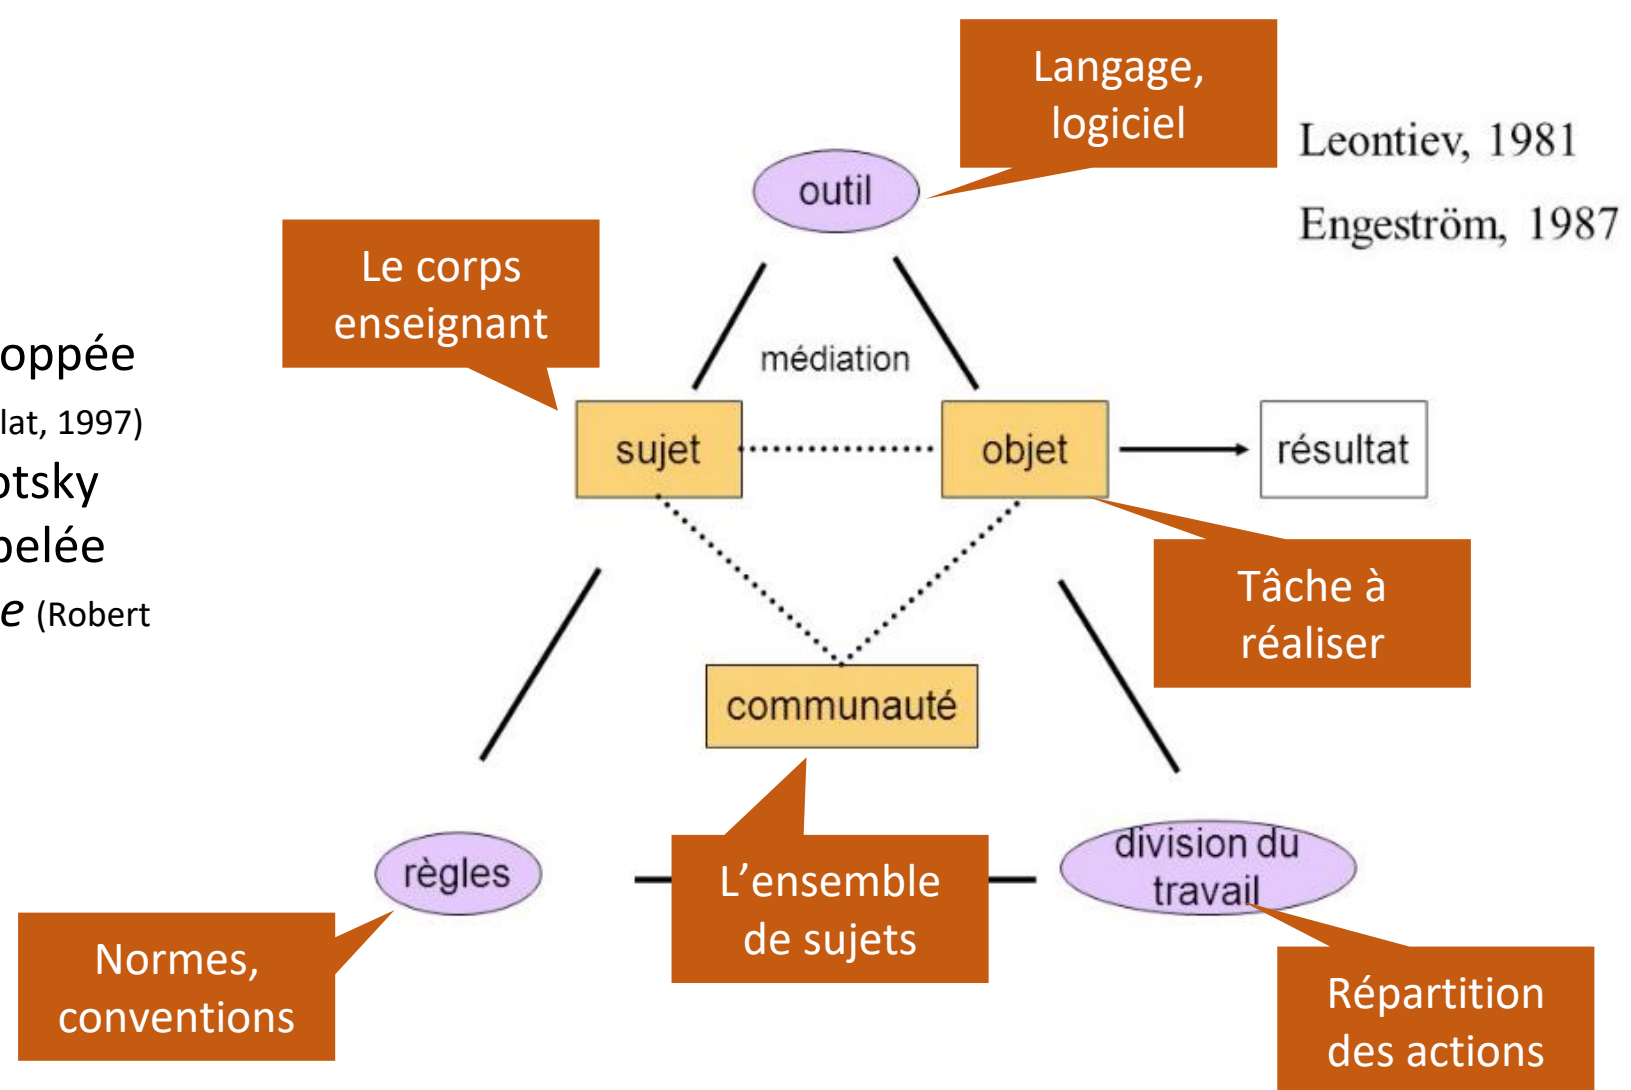 Langage,
logiciel
Leontiev, 1981
Engeström, 1987
outil
Le corps
enseignant
médiation
oppée
lat, 1997)
otsky
pelée
e (Robert
sujet
objet
résultat
Tâche à
réaliser
communauté
L’ensemble
de sujets
règles
division du
travail
Normes,
conventions
Répartition
des actions